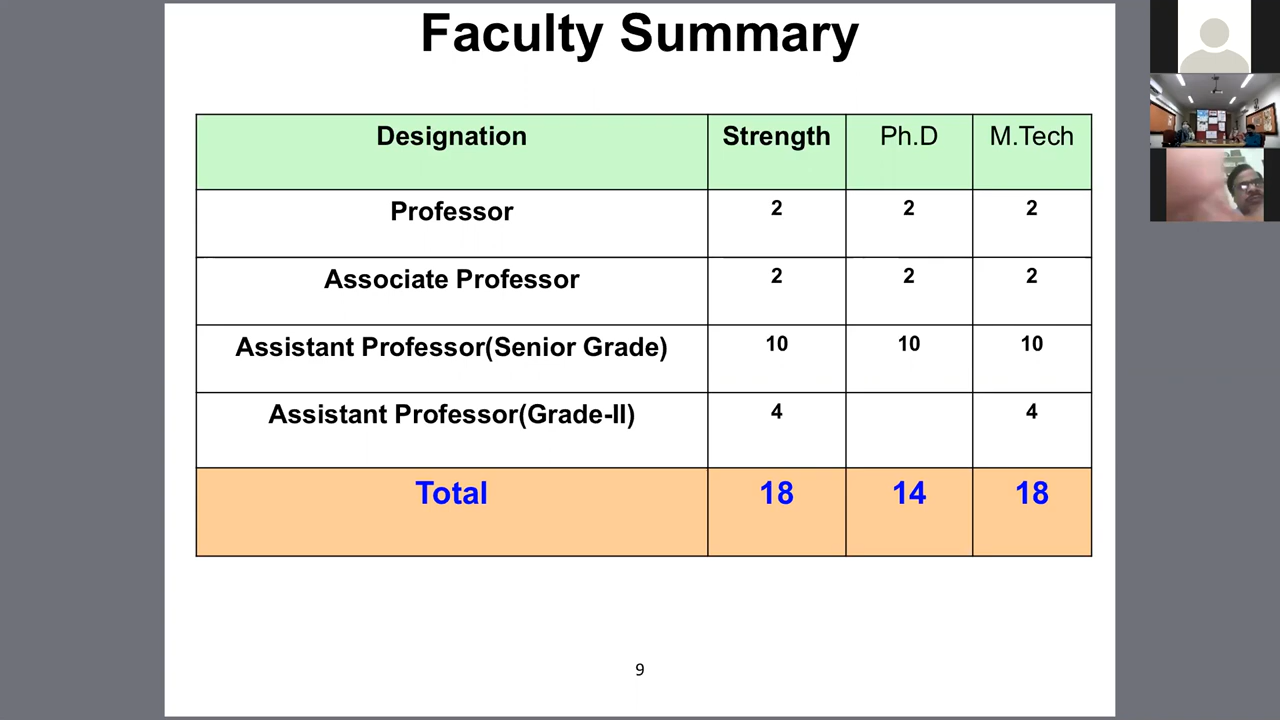 Faculty Summary
Designation Strength Ph.D M.Tech
Professor 2 2 2
Associate Professor 2 2 2
Assistant Professor(Senior Grade) 10 10 10
Assistant Professor(Grade-II) 4 4
Total 18 14 18
9